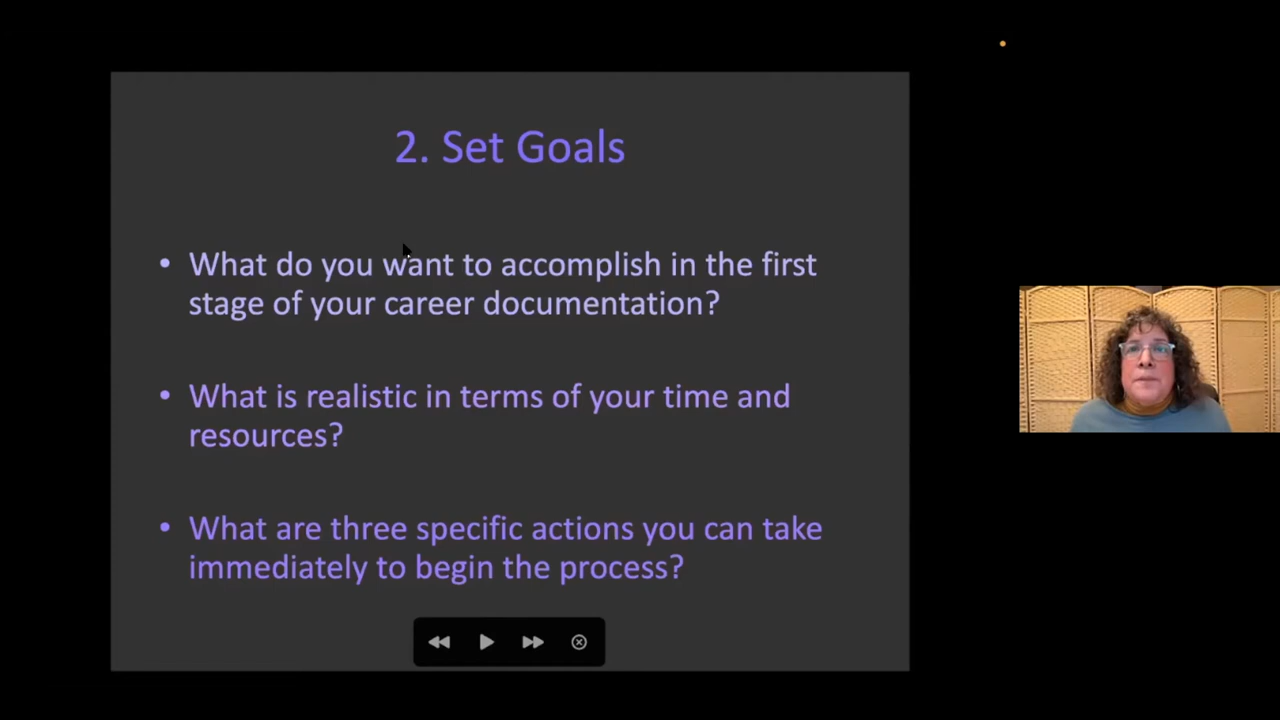 2. Set Goals
• What do you want to accomplish in the first
stage of your career documentation?
• What is realistic in terms of your time and
resources?
• What are three specific actions you can take
immediately to begin the process?